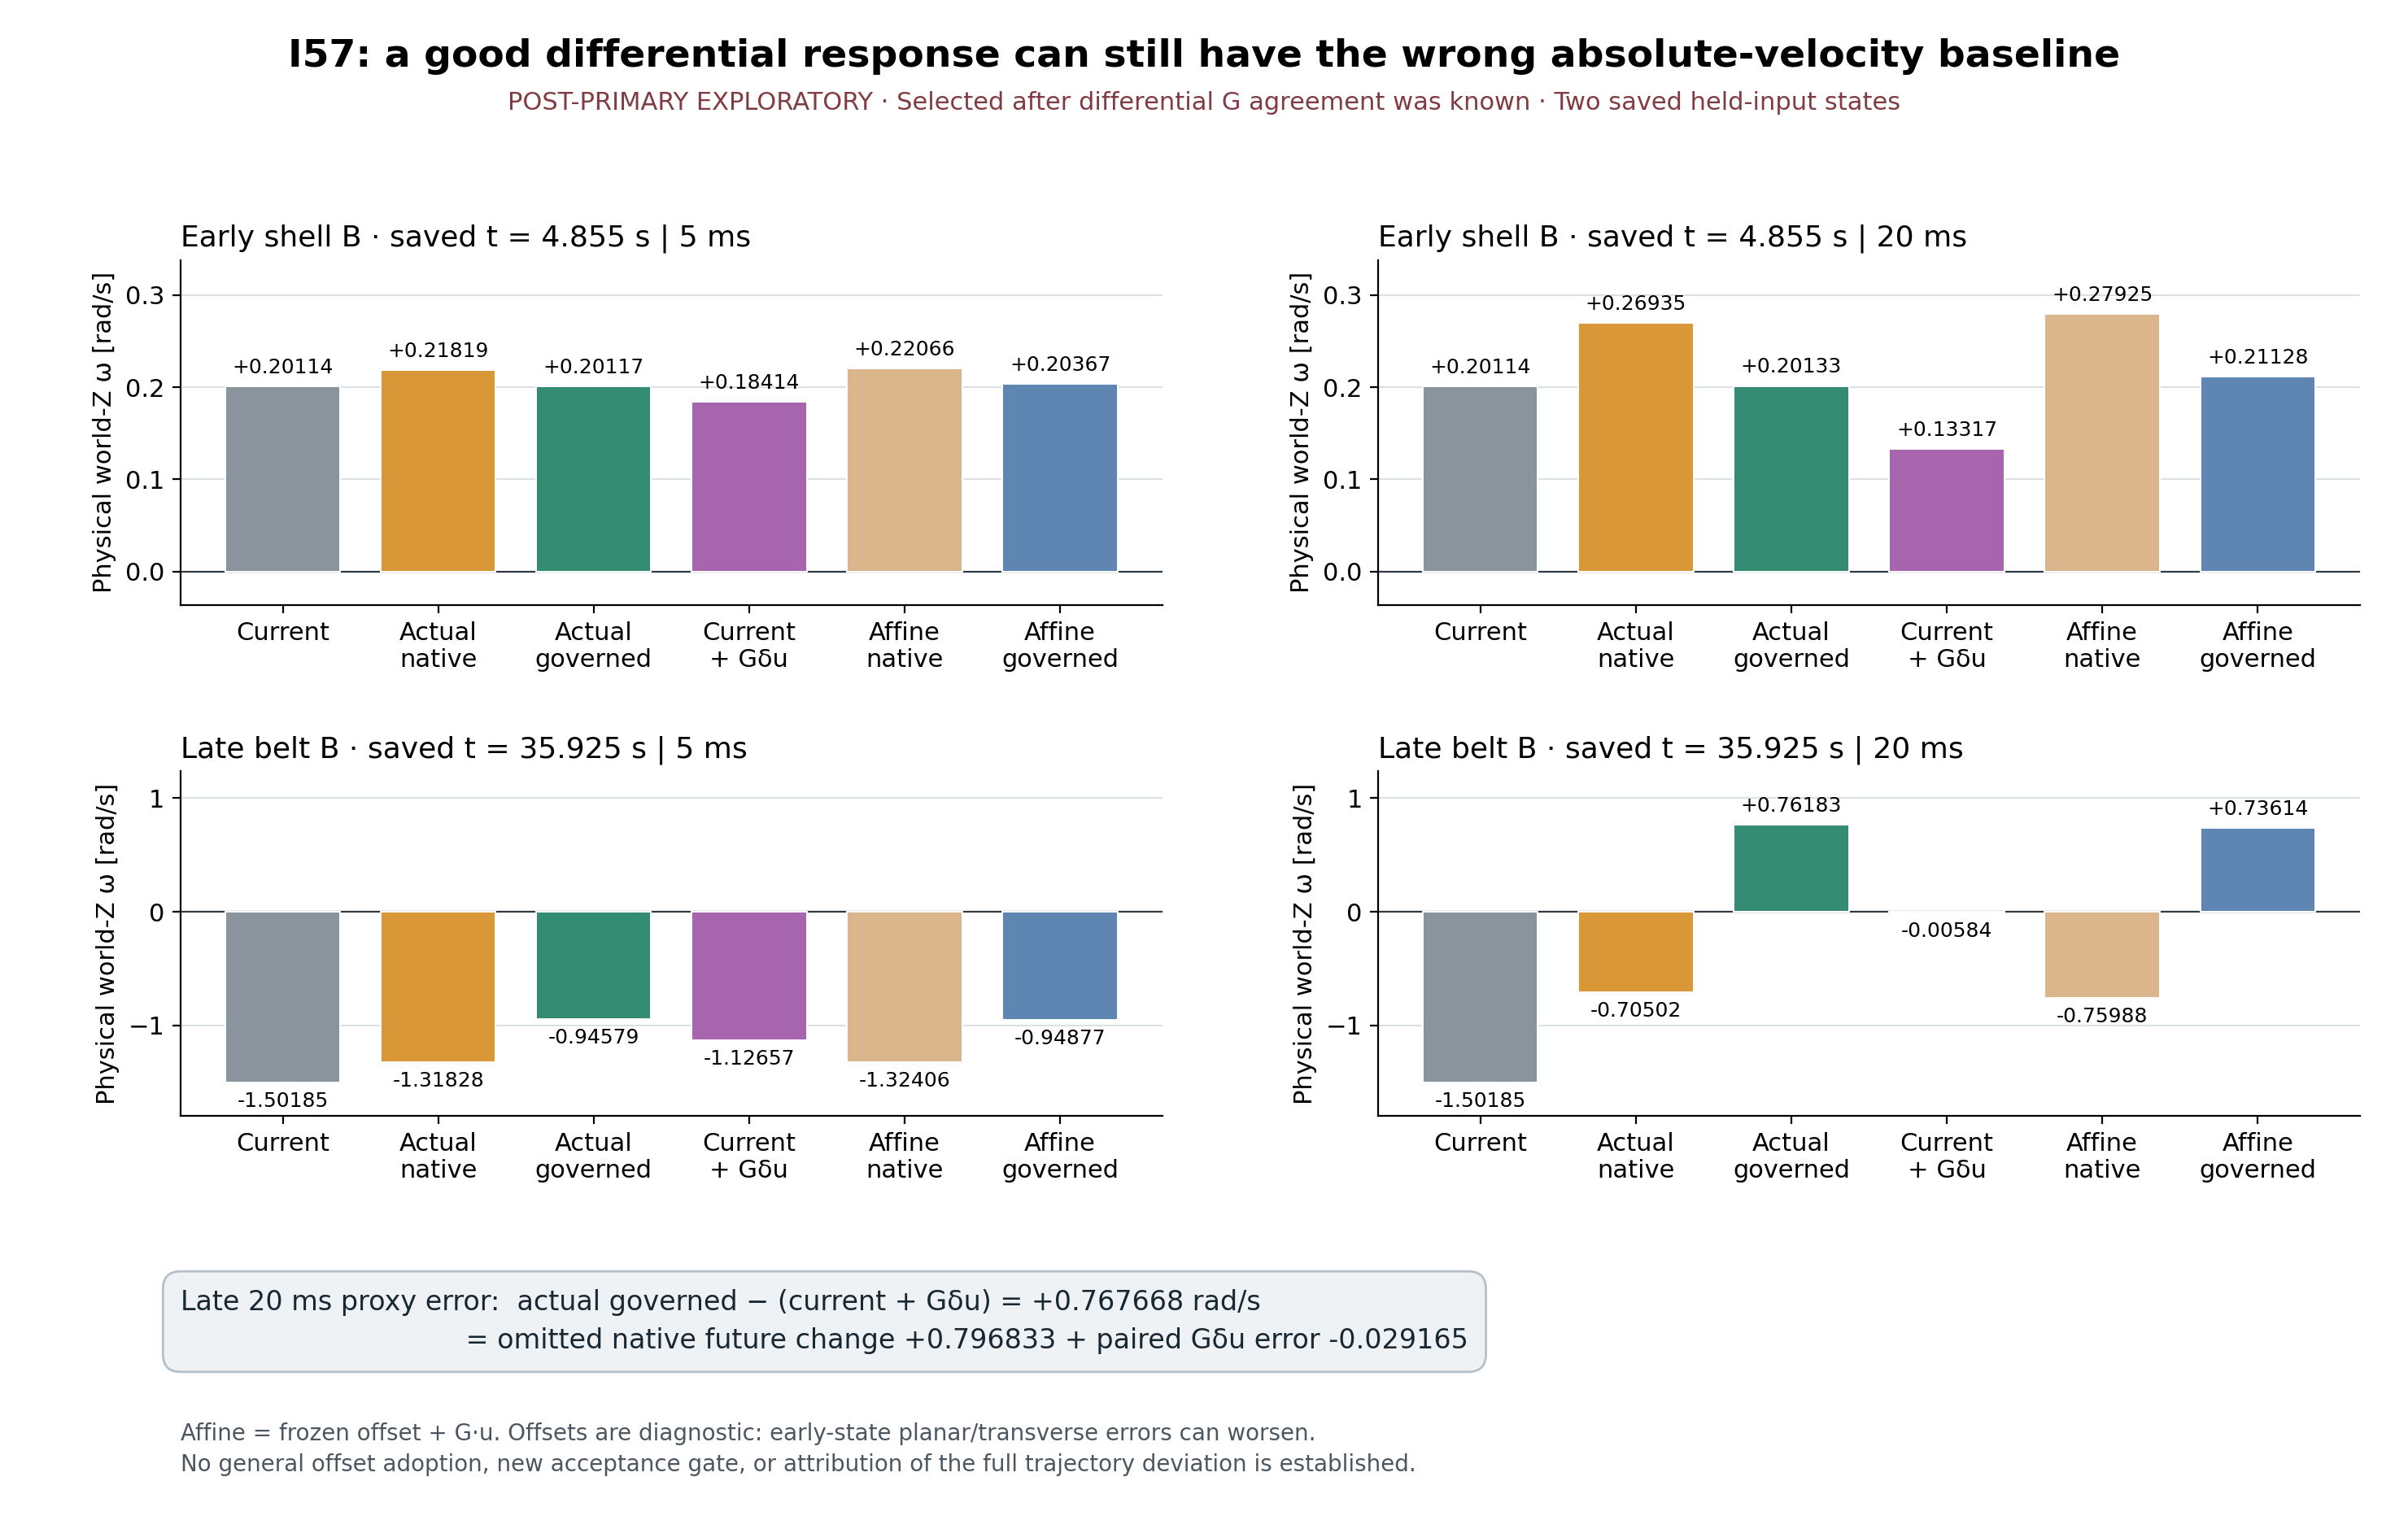 I57: a good differential response can still have the wrong absolute-velocity baseline
POST-PRIMARY EXPLORATORY · Selected after differential G agreement was known · Two saved held-input states
Early shell B · saved t = 4.855 s | 5 ms
Physical world-Z ω [rad/s]
0.3
0.2
0.1
0.0
+0.20114
+0.21819
+0.20117
+0.18414
+0.22066
+0.20367
Current
Actual
native
Actual
governed
Current
+ Gδu
Affine
native
Affine
governed
Early shell B · saved t = 4.855 s | 20 ms
Physical world-Z ω [rad/s]
0.3
0.2
0.1
0.0
+0.20114
+0.26935
+0.20133
+0.13317
+0.27925
+0.21128
Current
Actual
native
Actual
governed
Current
+ Gδu
Affine
native
Affine
governed
Late belt B · saved t = 35.925 s | 5 ms
Physical world-Z ω [rad/s]
1
0
−1
-1.50185
-1.31828
-0.94579
-1.12657
-1.32406
-0.94877
Current
Actual
native
Actual
governed
Current
+ Gδu
Affine
native
Affine
governed
Late belt B · saved t = 35.925 s | 20 ms
Physical world-Z ω [rad/s]
1
0
−1
-1.50185
-0.70502
+0.76183
-0.00584
-0.75988
+0.73614
Current
Actual
native
Actual
governed
Current
+ Gδu
Affine
native
Affine
governed
Late 20 ms proxy error:  actual governed − (current + Gδu) = +0.767668 rad/s
= omitted native future change +0.796833 + paired Gδu error -0.029165
Affine = frozen offset + G·u. Offsets are diagnostic: early-state planar/transverse errors can worsen.
No general offset adoption, new acceptance gate, or attribution of the full trajectory deviation is established.